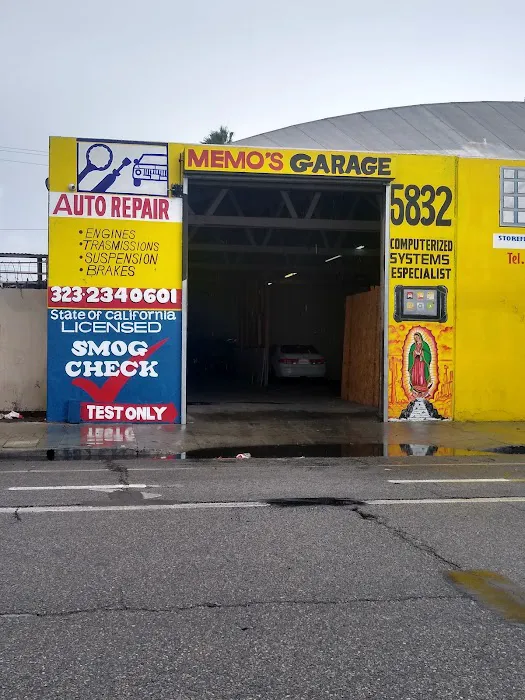 MEMO'S GARAGE
AUTO REPAIR
• ENGINES
• TRASMISSIONS
• SUSPENSION
• BRAKES
323-2340601
State of california
LICENSED
SMOG
CHECK
TEST ONLY
5832
COMPUTERIZED
SYSTEMS
ESPECIALIST
Tel.